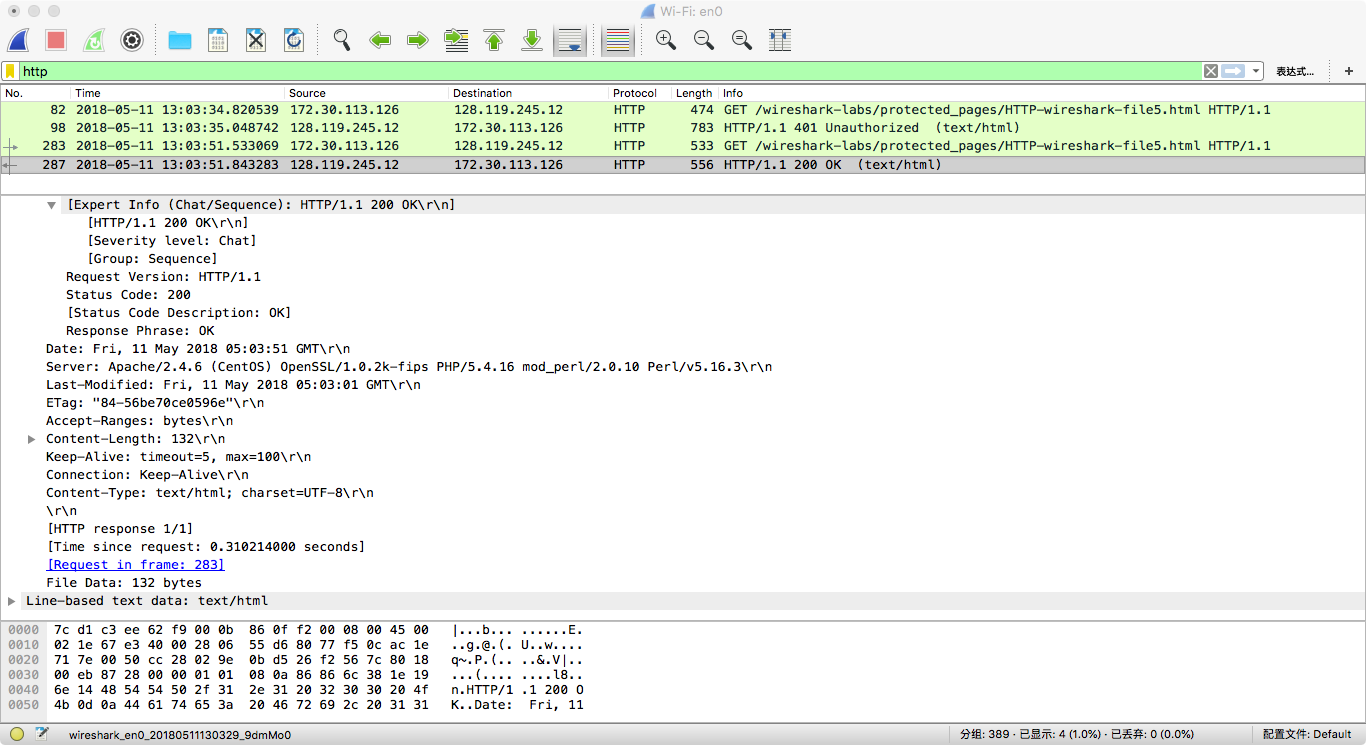 Wi-Fi: en0
http 表达式... +
No. Time Source Destination Protocol Length Info
82 2018-05-11 13:03:34.820539 172.30.113.126 128.119.245.12 HTTP 474 GET /wireshark-labs/protected_pages/HTTP-wireshark-file5.html HTTP/1.1
98 2018-05-11 13:03:35.048742 128.119.245.12 172.30.113.126 HTTP 783 HTTP/1.1 401 Unauthorized (text/html)
283 2018-05-11 13:03:51.533069 172.30.113.126 128.119.245.12 HTTP 533 GET /wireshark-labs/protected_pages/HTTP-wireshark-file5.html HTTP/1.1
287 2018-05-11 13:03:51.843283 128.119.245.12 172.30.113.126 HTTP 556 HTTP/1.1 200 OK (text/html)
[Expert Info (Chat/Sequence): HTTP/1.1 200 OK\r\n]
[HTTP/1.1 200 OK\r\n]
[Severity level: Chat]
[Group: Sequence]
Request Version: HTTP/1.1
Status Code: 200
[Status Code Description: OK]
Response Phrase: OK
Date: Fri, 11 May 2018 05:03:51 GMT\r\n
Server: Apache/2.4.6 (CentOS) OpenSSL/1.0.2k-fips PHP/5.4.16 mod_perl/2.0.10 Perl/v5.16.3\r\n
Last-Modified: Fri, 11 May 2018 05:03:01 GMT\r\n
ETag: "84-56be70ce0596e"\r\n
Accept-Ranges: bytes\r\n
Content-Length: 132\r\n
Keep-Alive: timeout=5, max=100\r\n
Connection: Keep-Alive\r\n
Content-Type: text/html; charset=UTF-8\r\n
\r\n
[HTTP response 1/1]
[Time since request: 0.310214000 seconds]
[Request in frame: 283]
File Data: 132 bytes
Line-based text data: text/html
0000 7c d1 c3 ee 62 f9 00 0b 86 0f f2 00 08 00 45 00 |...b... ......E.
0010 02 1e 67 e3 40 00 28 06 55 d6 80 77 f5 0c ac 1e ..g.@.(. U..w....
0020 71 7e 00 50 cc 28 02 9e 0b d5 26 f2 56 7c 80 18 q~.P.(.. ..&.V|..
0030 00 eb 87 28 00 00 01 01 08 0a 86 86 6c 38 1e 19 ...(.... ....l8..
0040 6e 14 48 54 54 50 2f 31 2e 31 20 32 30 30 20 4f n.HTTP/1 .1 200 O
0050 4b 0d 0a 44 61 74 65 3a 20 46 72 69 2c 20 31 31 K..Date: Fri, 11
wireshark_en0_20180511130329_9dmMo0 分组: 389 · 已显示: 4 (1.0%) · 已丢弃: 0 (0.0%) 配置文件: Default